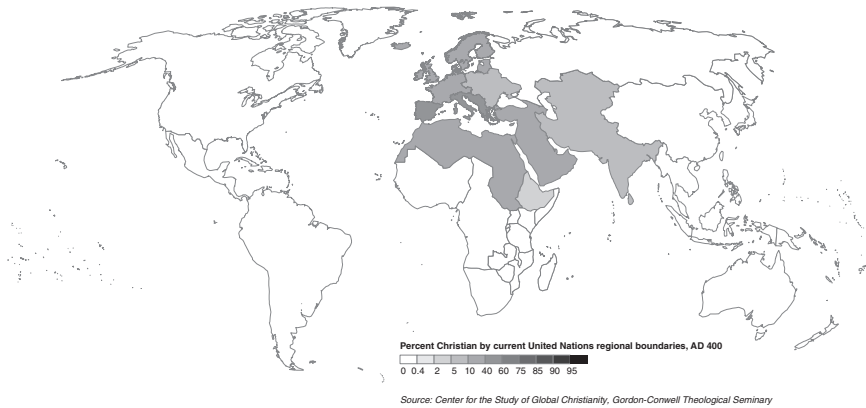 Percent Christian by current United Nations regional boundaries, AD 400
0 0.4 2 5 10 40 60 75 85 90 95
Source: Center for the Study of Global Christianity, Gordon-Conwell Theological Seminary